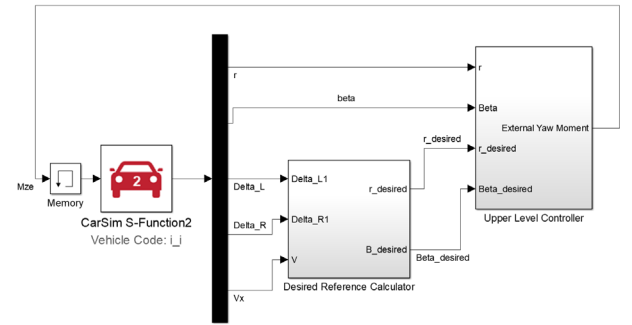 r
r
beta
Beta
External Yaw Moment
r_desired
r_desired
Mze
Memory
2
CarSim S-Function2
Vehicle Code: i_i
Delta_L
Delta_L1
r_desired
Beta_desired
Upper Level Controller
Delta_R
Delta_R1
V
B_desired
Beta_desired
Vx
Desired Reference Calculator